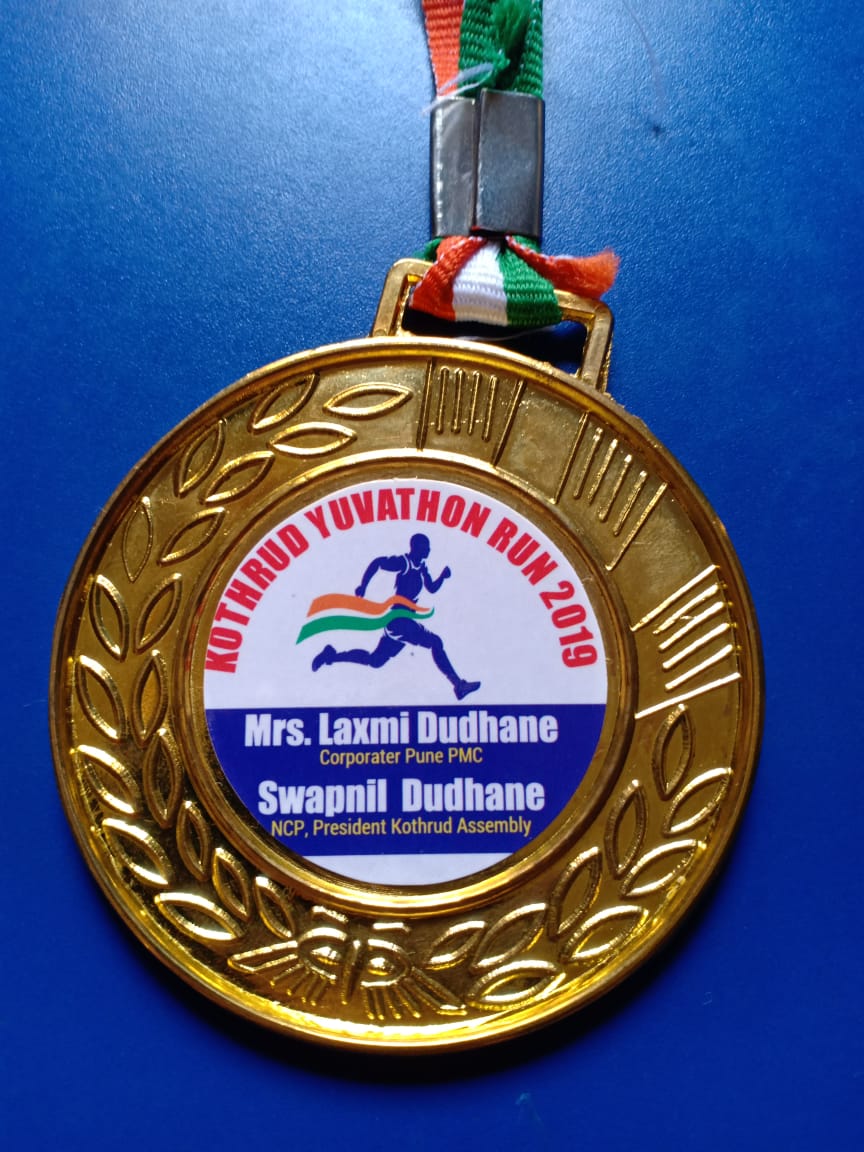 KOTHRUD YUVATHON RUN 2019
Mrs. Laxmi Dudhane
Corporater Pune PMC
Swapnil Dudhane
NCP, President Kothrud Assembly